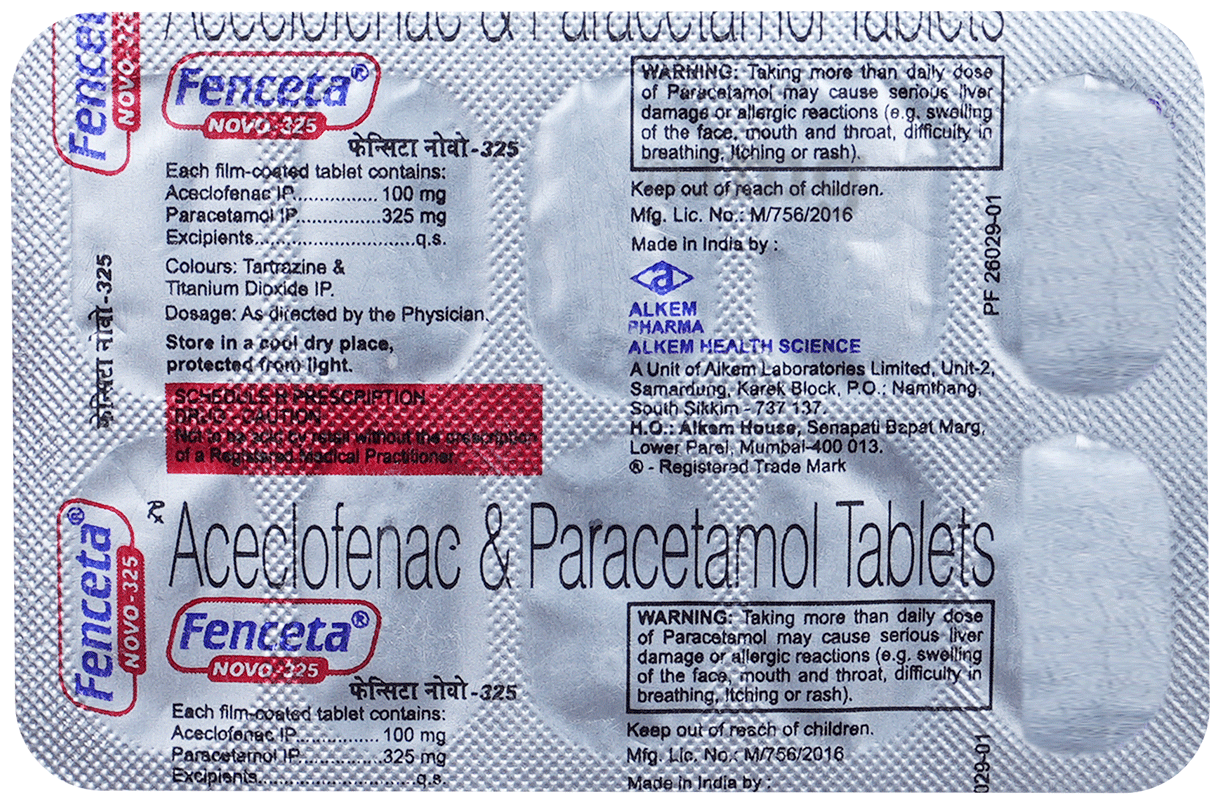 Aceclofenac & Paracetamol Tablets
Fenceta
NOVO-325
Fenceta®
NOVO-325
फेन्सिटा नोवो-325
Each film-coated tablet contains:
Aceclofenac IP................ 100 mg
Paracetamol IP.................325 mg
Excipients................................q.s.
Colours: Tartrazine &
Titanium Dioxide IP.
Dosage: As directed by the Physician.
Store in a cool dry place,
protected from light.
SCHEDULE H PRESCRIPTION
DRUG - CAUTION
Not to be sold by retail without the prescription
of a Registered Medical Practitioner.
WARNING: Taking more than daily dose
of Paracetamol may cause serious liver
damage or allergic reactions (e.g. swelling
of the face, mouth and throat, difficulty in
breathing, itching or rash).
Keep out of reach of children.
Mfg. Lic. No.: M/756/2016
Made in India by :
a
ALKEM
PHARMA
ALKEM HEALTH SCIENCE
A Unit of Alkem Laboratories Limited, Unit-2,
Samardung, Karek Block, P.O.: Namthang,
South Sikkim - 737 137.
H.O.: Alkem House, Senapati Bapat Marg,
Lower Parel, Mumbai-400 013.
® - Registered Trade Mark
PF 26029-01
फेन्सिटा नोवो-325
Rx Aceclofenac & Paracetamol Tablets
Fenceta®
NOVO-325
Fenceta®
NOVO-325
फेन्सिटा नोवो-325
Each film-coated tablet contains:
Aceclofenac IP................ 100 mg
Paracetamol IP.................325 mg
Excipients................................q.s.
WARNING: Taking more than daily dose
of Paracetamol may cause serious liver
damage or allergic reactions (e.g. swelling
of the face, mouth and throat, difficulty in
breathing, itching or rash).
Keep out of reach of children.
Mfg. Lic. No.: M/756/2016
Made in India by :
029-01